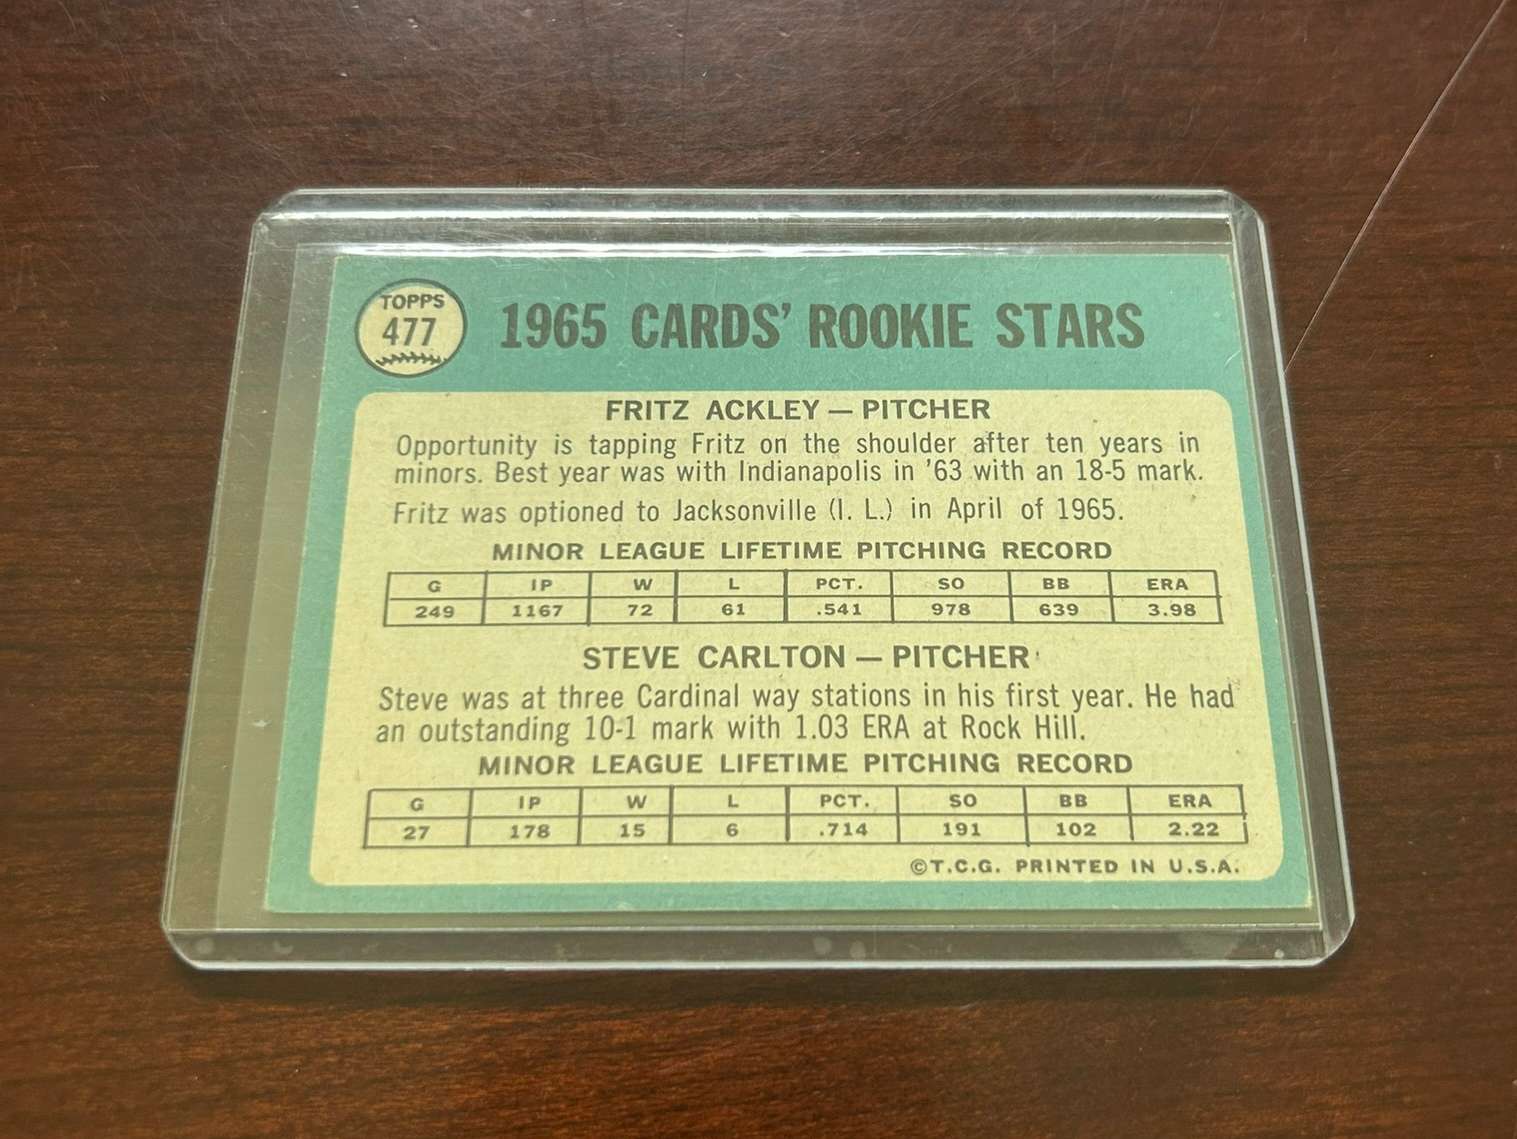 TOPPS
477
1965 CARDS' ROOKIE STARS
FRITZ ACKLEY — PITCHER
Opportunity is tapping Fritz on the shoulder after ten years in
minors. Best year was with Indianapolis in '63 with an 18-5 mark.
Fritz was optioned to Jacksonville (I. L.) in April of 1965.
MINOR LEAGUE LIFETIME PITCHING RECORD
G IP W L PCT. SO BB ERA
249 1167 72 61 .541 978 639 3.98
STEVE CARLTON — PITCHER
Steve was at three Cardinal way stations in his first year. He had
an outstanding 10-1 mark with 1.03 ERA at Rock Hill.
MINOR LEAGUE LIFETIME PITCHING RECORD
G IP W L PCT. SO BB ERA
27 178 15 6 .714 191 102 2.22
©T.C.G. PRINTED IN U.S.A.